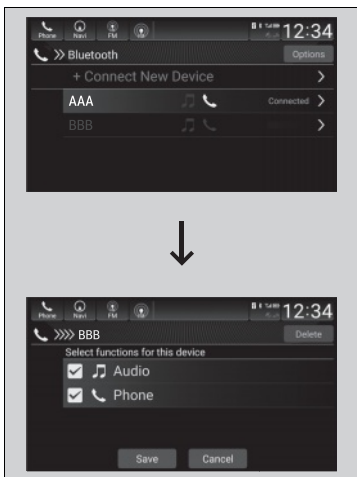 Phone Navi FM
12:34
Bluetooth Options
+ Connect New Device
AAA Connected
BBB
Phone Navi FM
12:34
BBB Delete
Select functions for this device
Audio
Phone
Save Cancel